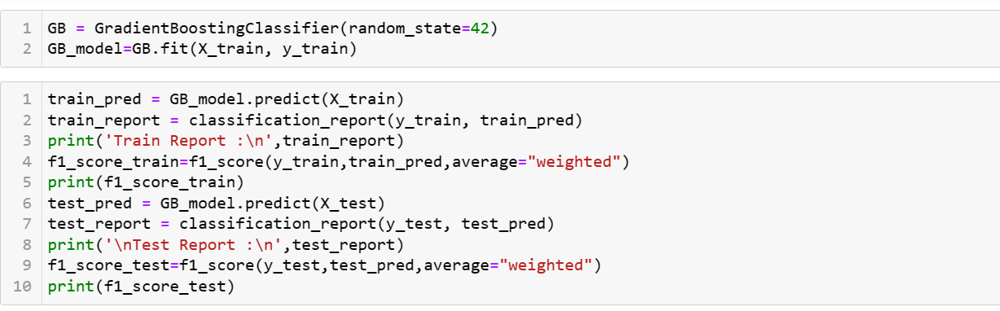 1 GB = GradientBoostingClassifier(random_state=42)
2 GB_model=GB.fit(X_train, y_train)
1 train_pred = GB_model.predict(X_train)
2 train_report = classification_report(y_train, train_pred)
3 print('Train Report :\n',train_report)
4 f1_score_train=f1_score(y_train,train_pred,average="weighted")
5 print(f1_score_train)
6 test_pred = GB_model.predict(X_test)
7 test_report = classification_report(y_test, test_pred)
8 print('\nTest Report :\n',test_report)
9 f1_score_test=f1_score(y_test,test_pred,average="weighted")
10 print(f1_score_test)